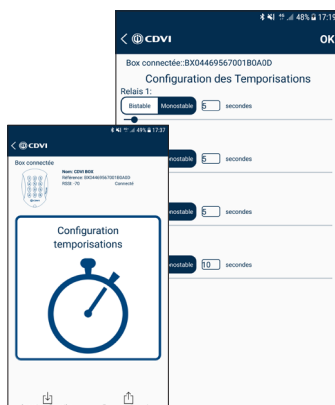 48% 17:19
CDVI
OK
Box connectée::BX04469567001B0A0D
Configuration des Temporisations
Relais 1:
Bistable Monostable 5 secondes
onostable 5 secondes
onostable 5 secondes
onostable 10 secondes
49% 17:37
CDVI
Box connectée
Nom: CDVI BOX
Référence: BX04469567001B0A0D
RSSI: -70 Connecté
Configuration
temporisations